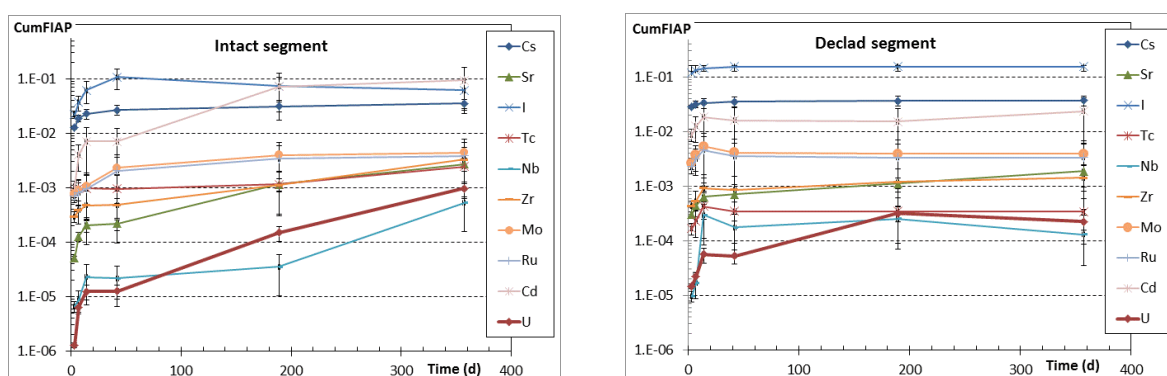 CumFIAP
Intact segment
1.E-01
1.E-02
1.E-03
1.E-04
1.E-05
1.E-06
0
100
200
300
400
Time (d)
Cs
Sr
I
Tc
Nb
Zr
Mo
Ru
Cd
U
CumFIAP
Declad segment
1.E-01
1.E-02
1.E-03
1.E-04
1.E-05
1.E-06
0
100
200
300
400
Time (d)
Cs
Sr
I
Tc
Nb
Zr
Mo
Ru
Cd
U